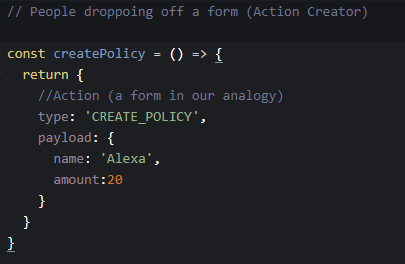 // People droppoing off a form (Action Creator)
const createPolicy = () => {
  return {
    //Action (a form in our analogy)
    type: 'CREATE_POLICY',
    payload: {
      name: 'Alexa',
      amount:20
    }
  }
}